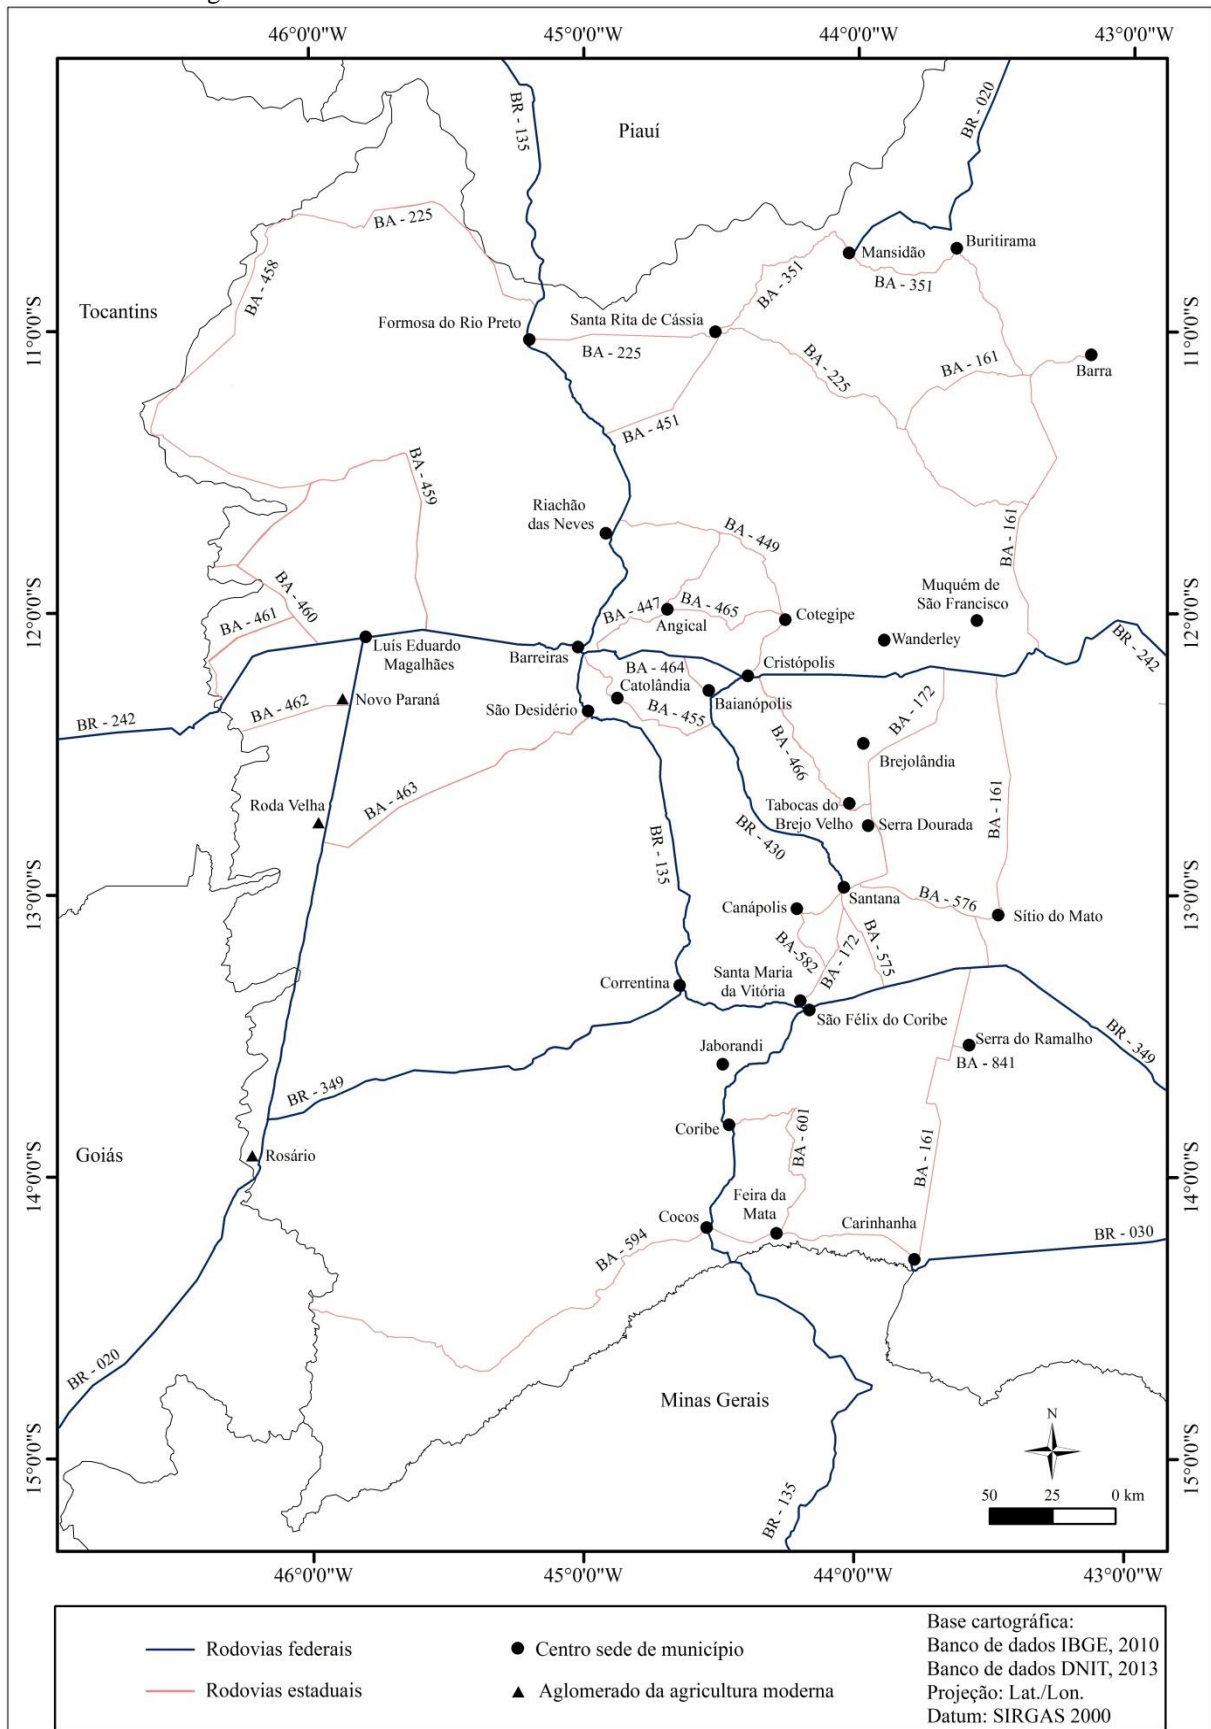 46°0'0"W
45°0'0"W
44°0'0"W
43°0'0"W
BR - 135
Piauí
BR - 020
BA - 225
BA - 458
Mansidão
Buritirama
BA - 351
BA - 351
Tocantins
11°0'0"S
11°0'0"S
Formosa do Rio Preto
Santa Rita de Cássia
BA - 225
BA - 225
BA - 161
Barra
BA - 451
BA - 459
Riachão
das Neves
BA - 449
BA - 161
Muquém de
São Francisco
12°0'0"S
12°0'0"S
BA - 460
BA - 461
BA - 447
BA - 465
Angical
Cotegipe
Wanderley
BR - 242
Luís Eduardo
Magalhães
Barreiras
BA - 464
Catolândia
Cristópolis
Baianópolis
BR - 242
BA - 462
Novo Paraná
São Desidério
BA - 455
BA - 172
BA - 466
Brejolândia
BA - 161
Roda Velha
BA - 463
Tabocas do
Brejo Velho
Serra Dourada
BR - 135
BR - 430
13°0'0"S
13°0'0"S
Santana
Canápolis
BA - 576
Sítio do Mato
BA-582
BA - 172
BA - 575
Correntina
Santa Maria
da Vitória
São Félix do Coribe
Jaborandi
Serra do Ramalho
BA - 841
BR - 349
BR - 349
Coribe
BA - 601
BA - 161
Goiás
Rosário
14°0'0"S
14°0'0"S
Feira da
Mata
Cocos
Carinhanha
BA - 594
BR - 030
BR - 020
Minas Gerais
N
15°0'0"S
15°0'0"S
50 25 0 km
BR - 135
46°0'0"W
45°0'0"W
44°0'0"W
43°0'0"W
Rodovias federais
Rodovias estaduais
Centro sede de município
Aglomerado da agricultura moderna
Base cartográfica:
Banco de dados IBGE, 2010
Banco de dados DNIT, 2013
Projeção: Lat./Lon.
Datum: SIRGAS 2000